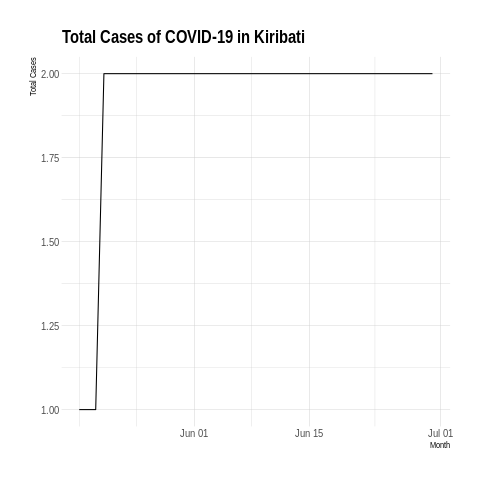 Total Cases of COVID-19 in Kiribati
Total Cases
2.00
1.75
1.50
1.25
1.00
Jun 01
Jun 15
Jul 01
Month